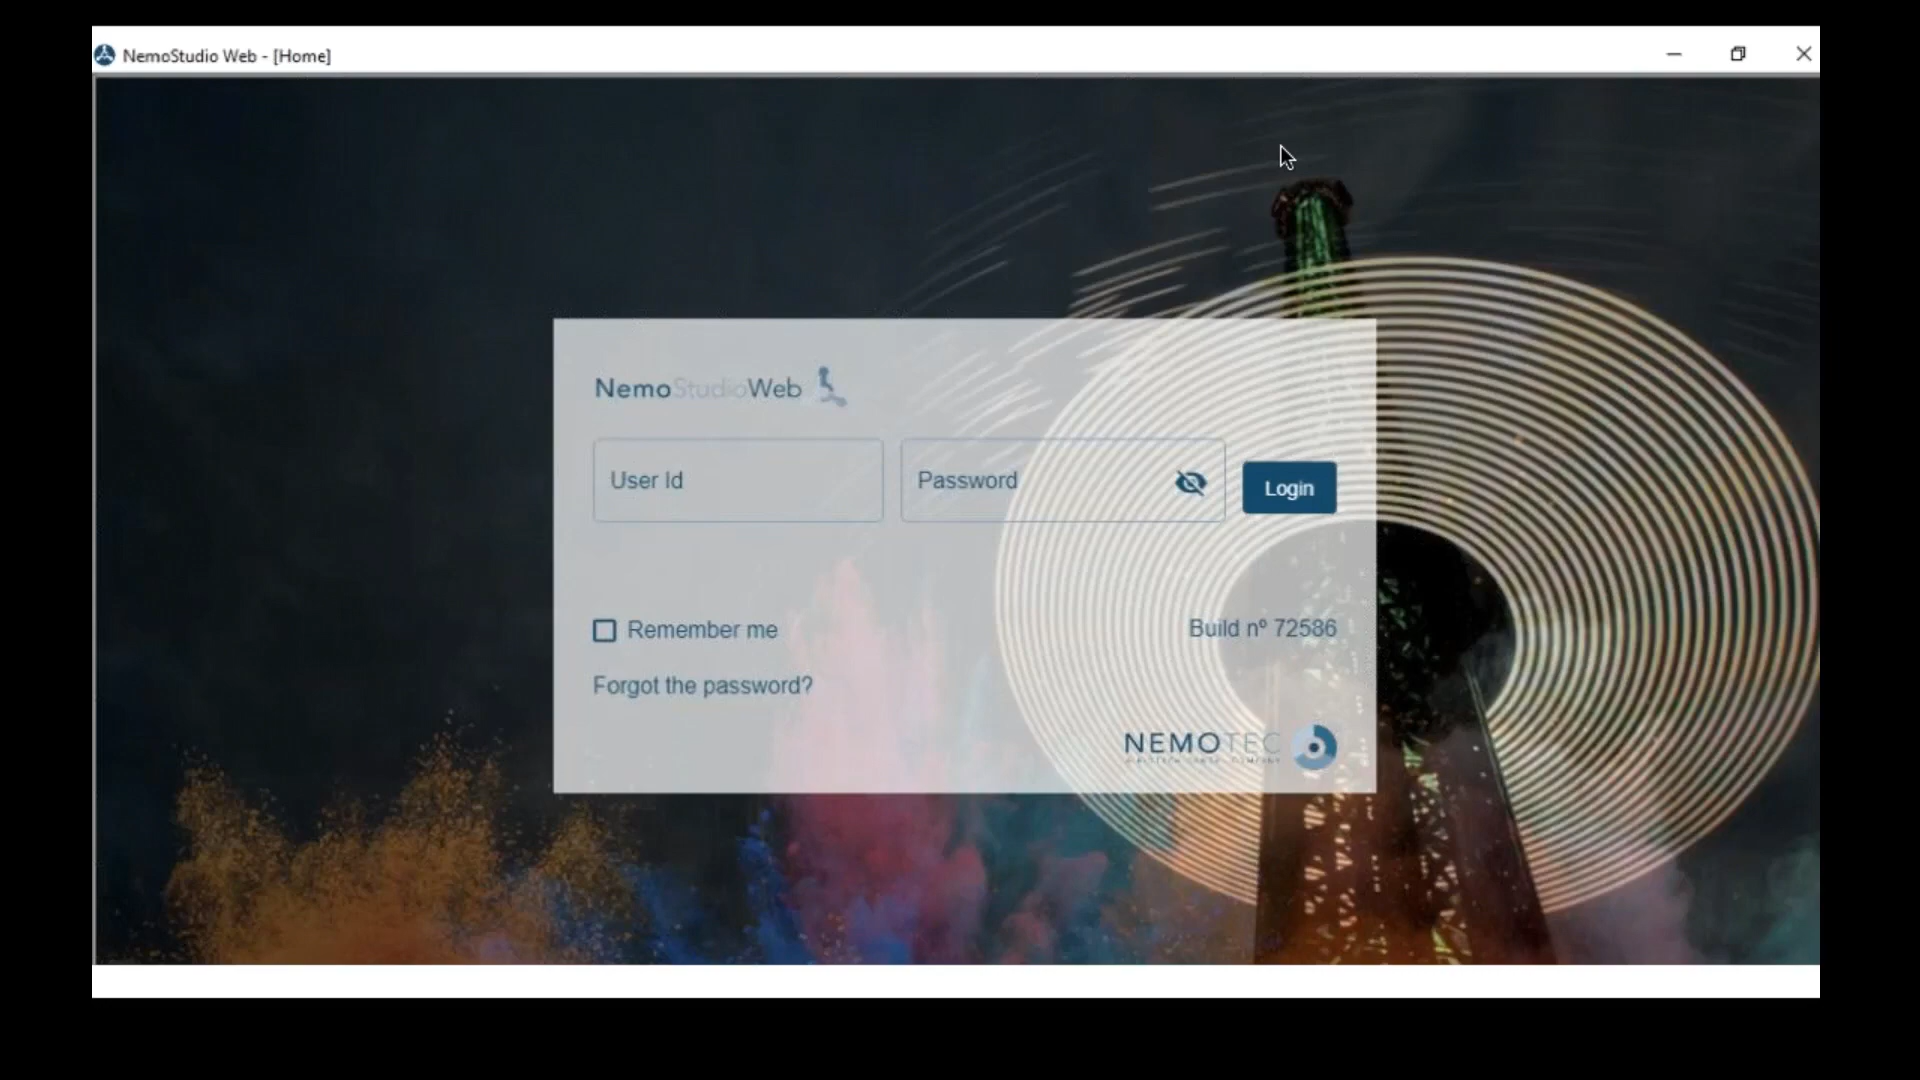 NemoStudio Web - [Home]
NemoStudioWeb
User Id
Password
Login
Remember me
Build nº 72586
Forgot the password?
NEMOTEC